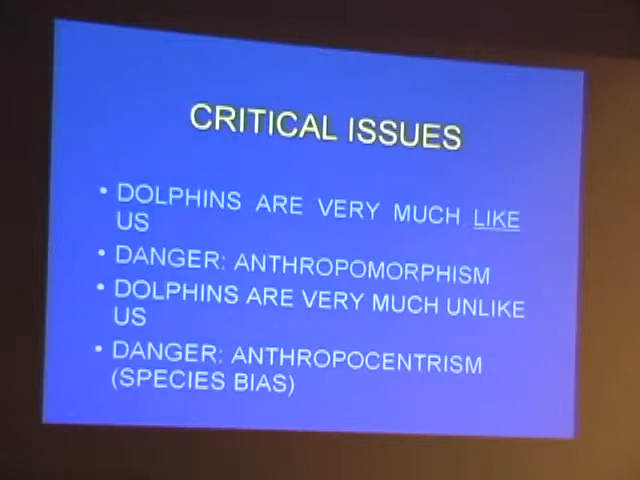 CRITICAL ISSUES
• DOLPHINS ARE VERY MUCH LIKE
US
• DANGER: ANTHROPOMORPHISM
• DOLPHINS ARE VERY MUCH UNLIKE
US
• DANGER: ANTHROPOCENTRISM
(SPECIES BIAS)